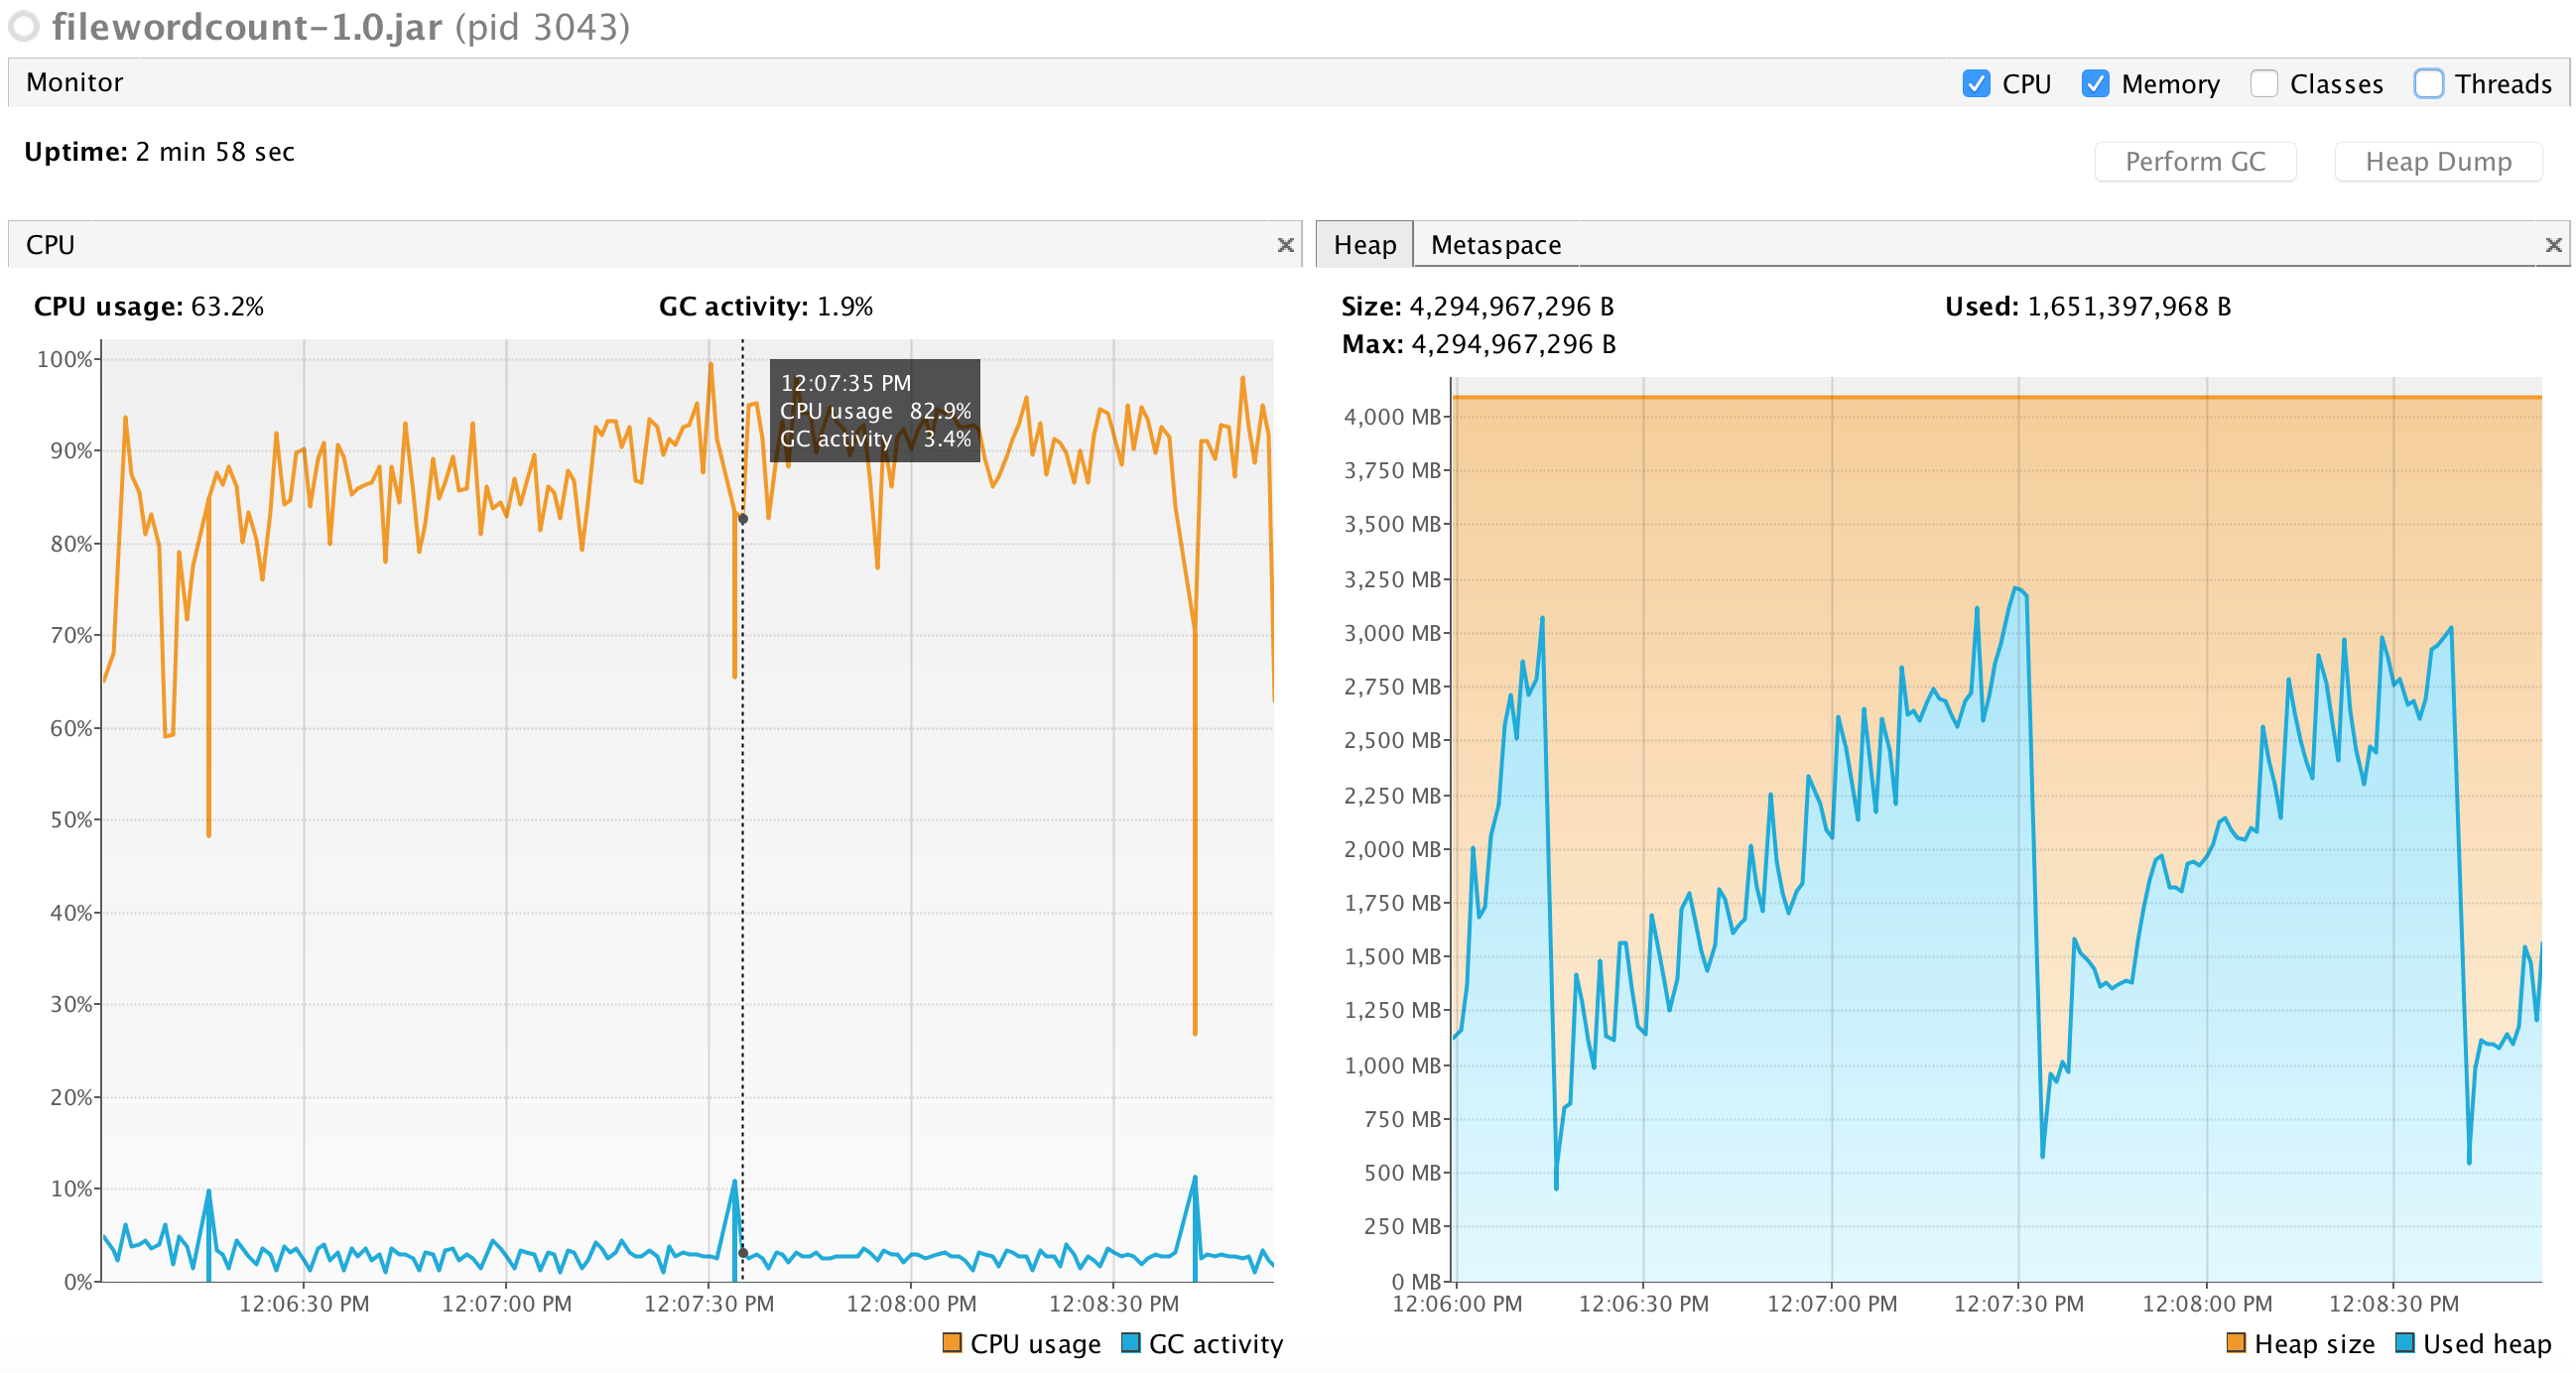 filewordcount-1.0.jar (pid 3043)
Monitor
CPU Memory Classes Threads
Uptime: 2 min 58 sec
Perform GC Heap Dump
CPU
CPU usage: 63.2% GC activity: 1.9%
100%
90%
80%
70%
60%
50%
40%
30%
20%
10%
0%
12:07:35 PM
CPU usage 82.9%
GC activity 3.4%
12:06:30 PM 12:07:00 PM 12:07:30 PM 12:08:00 PM 12:08:30 PM
CPU usage GC activity
Heap Metaspace
Size: 4,294,967,296 B Used: 1,651,397,968 B
Max: 4,294,967,296 B
4,000 MB
3,750 MB
3,500 MB
3,250 MB
3,000 MB
2,750 MB
2,500 MB
2,250 MB
2,000 MB
1,750 MB
1,500 MB
1,250 MB
1,000 MB
750 MB
500 MB
250 MB
0 MB
12:06:00 PM 12:06:30 PM 12:07:00 PM 12:07:30 PM 12:08:00 PM 12:08:30 PM
Heap size Used heap